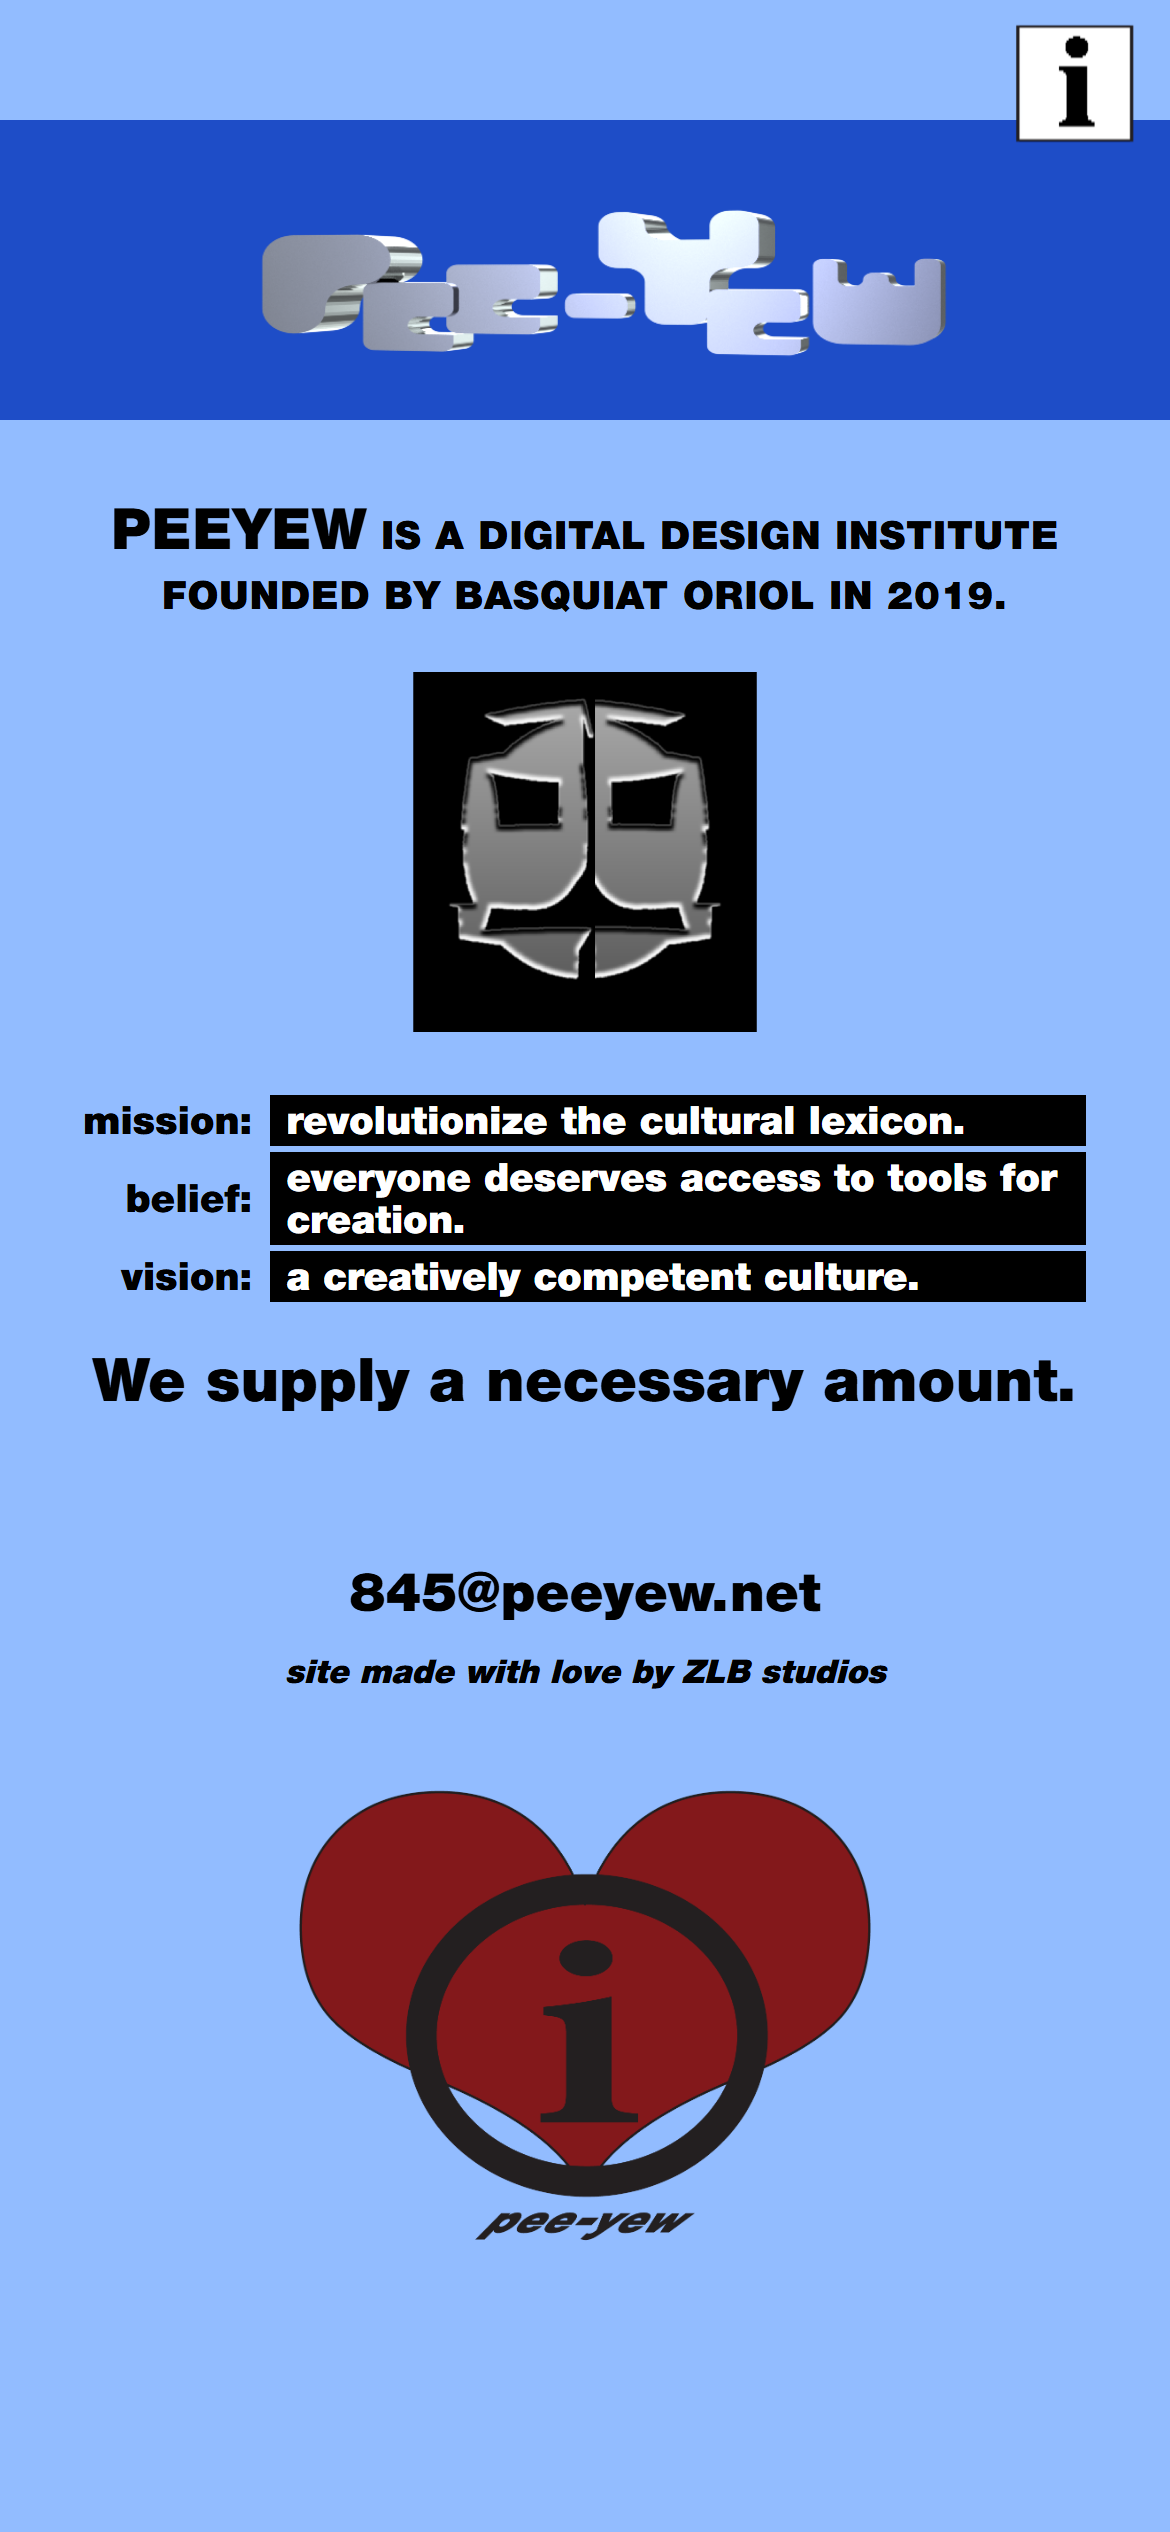 i
Pee-Yew
PEEYEW IS A DIGITAL DESIGN INSTITUTE
FOUNDED BY BASQUIAT ORIOL IN 2019.
mission: revolutionize the cultural lexicon.
belief: everyone deserves access to tools for
creation.
vision: a creatively competent culture.
We supply a necessary amount.
845@peeyew.net
site made with love by ZLB studios
i
pee-yew